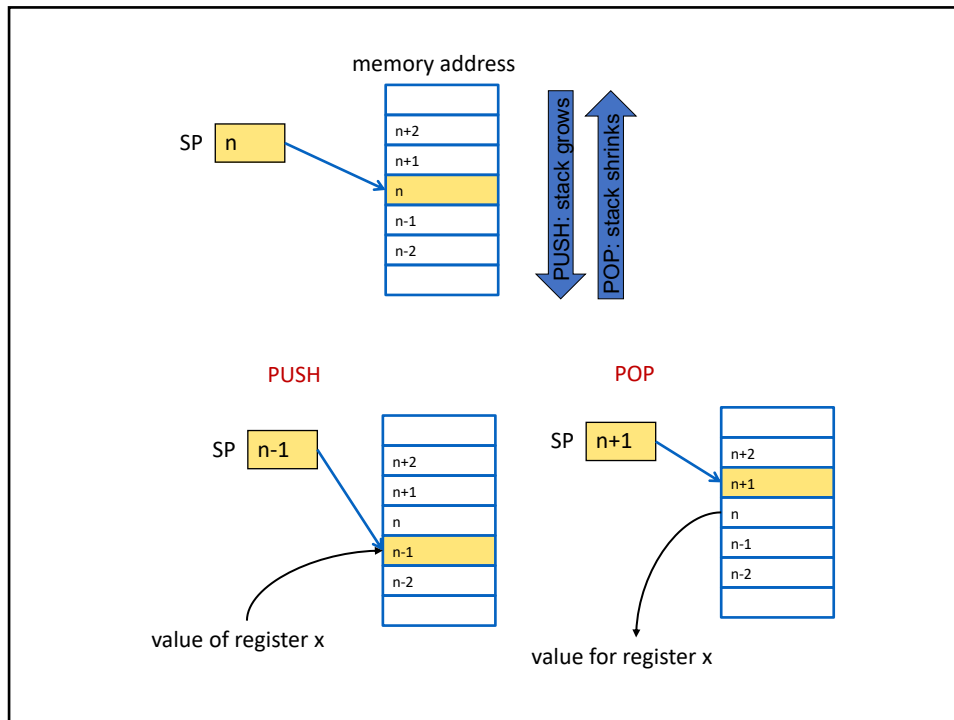 memory address
SP
n
n+2
n+1
n
n-1
n-2
PUSH: stack grows
POP: stack shrinks
PUSH
SP
n-1
n+2
n+1
n
n-1
n-2
value of register x
POP
SP
n+1
n+2
n+1
n
n-1
n-2
value for register x